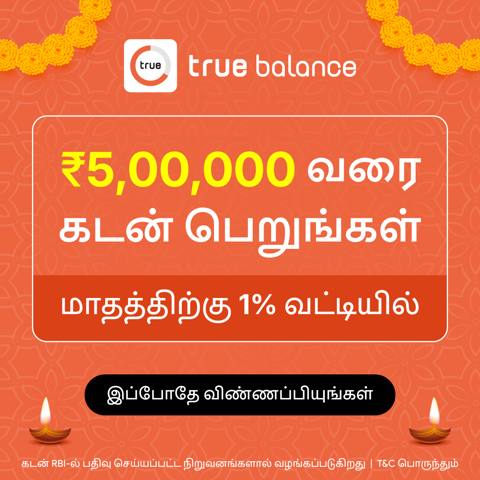 true
true balance
₹5,00,000 வரை
கடன் பெறுங்கள்
மாதத்திற்கு 1% வட்டியில்
இப்போதே விண்ணப்பியுங்கள்
கடன் RBI-ல் பதிவு செய்யப்பட்ட நிறுவனங்களால் வழங்கப்படுகிறது | T&C பொருந்தும்